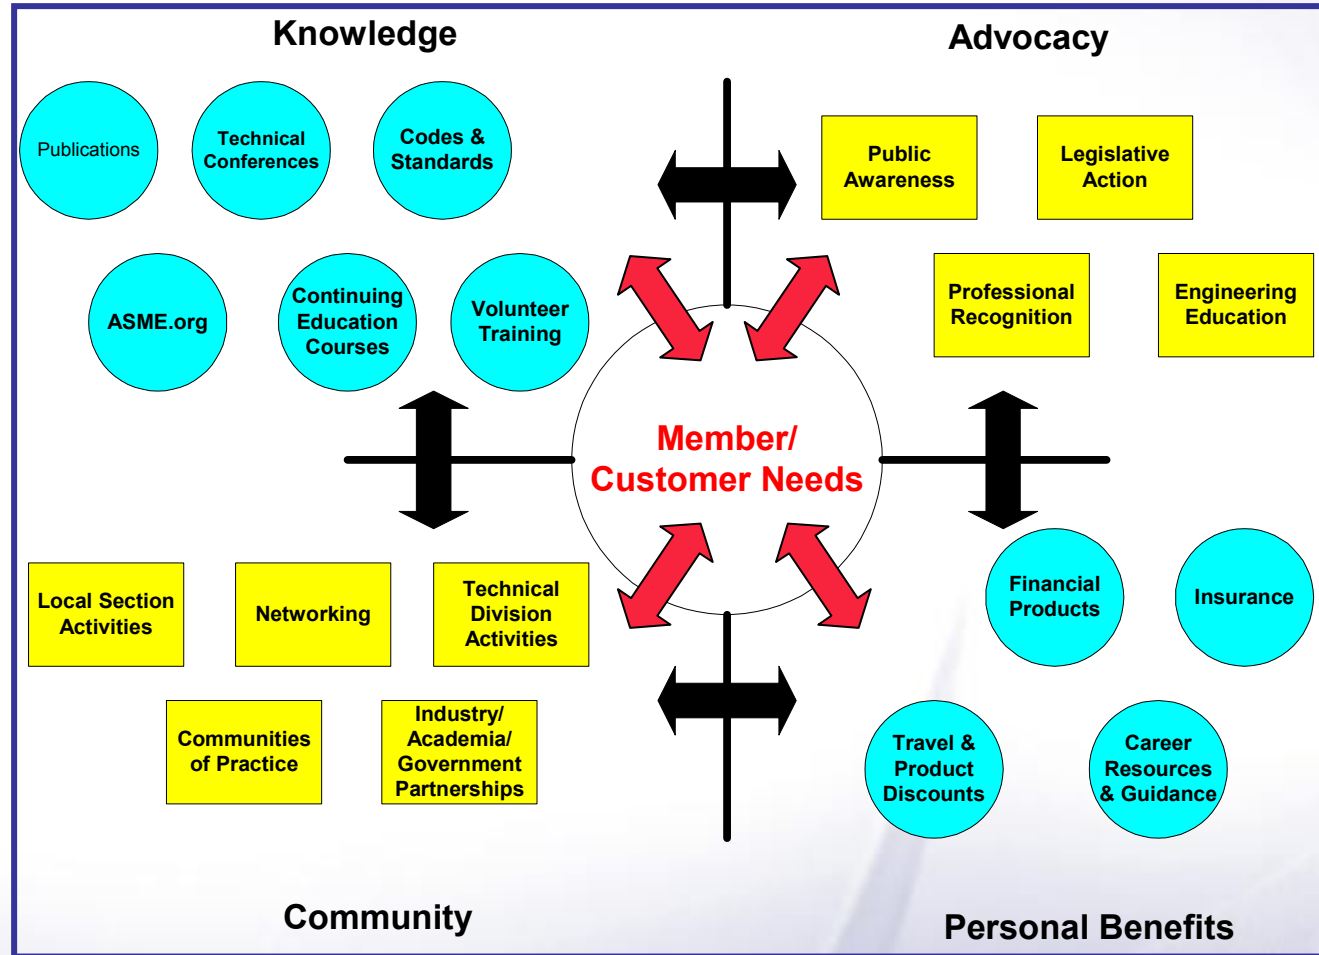 Knowledge
Advocacy
Publications
Technical
Conferences
Codes &
Standards
Public
Awareness
Legislative
Action
ASME.org
Continuing
Education
Courses
Volunteer
Training
Professional
Recognition
Engineering
Education
Member/
Customer Needs
Local Section
Activities
Networking
Technical
Division
Activities
Financial
Products
Insurance
Communities
of Practice
Industry/
Academia/
Government
Partnerships
Travel &
Product
Discounts
Career
Resources
& Guidance
Community
Personal Benefits